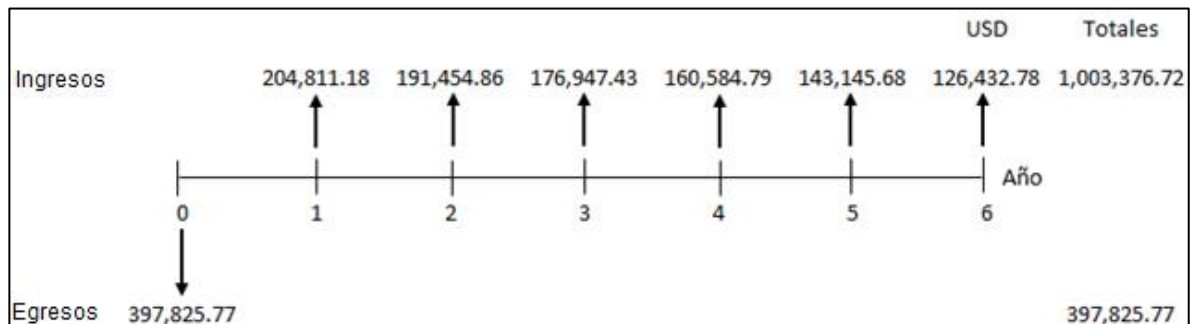 USD Totales
Ingresos 204,811.18 191,454.86 176,947.43 160,584.79 143,145.68 126,432.78 1,003,376.72
Año
0 1 2 3 4 5 6
Egresos 397,825.77 397,825.77